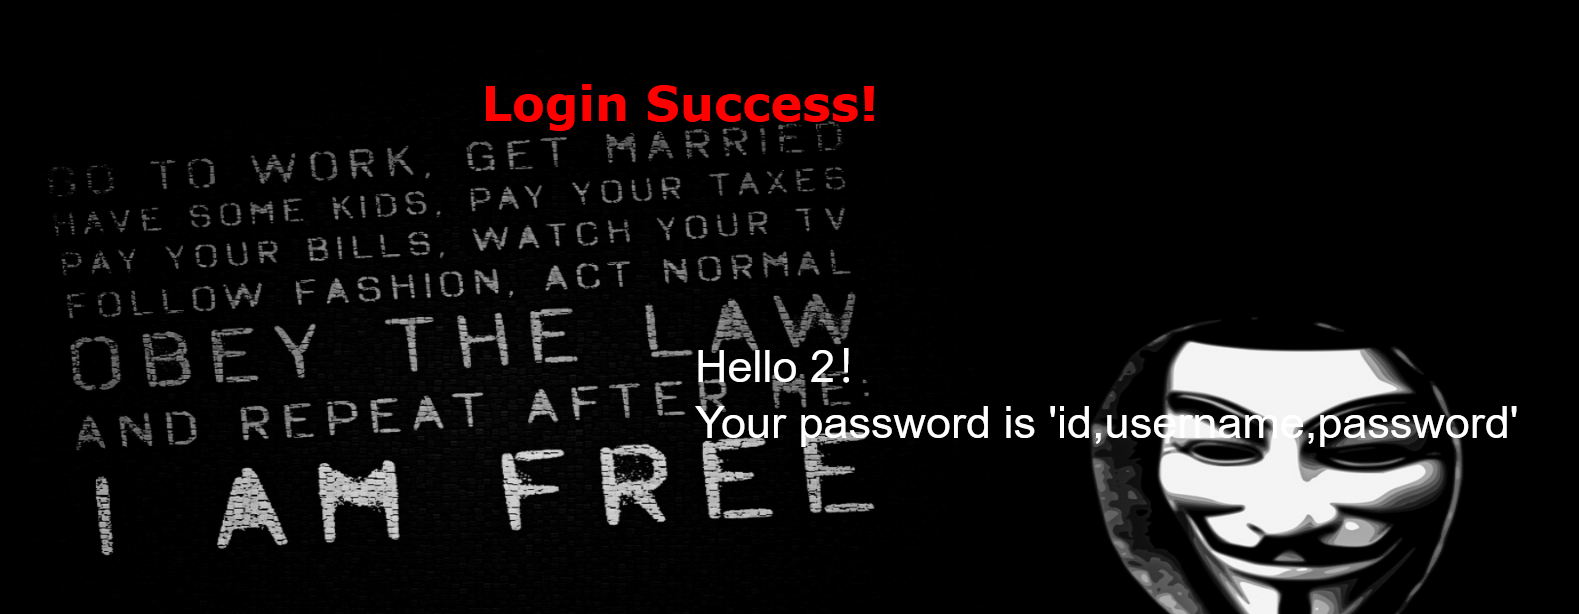 Login Success!
GO TO WORK, GET MARRIED
HAVE SOME KIDS, PAY YOUR TAXES
PAY YOUR BILLS, WATCH YOUR TV
FOLLOW FASHION, ACT NORMAL
OBEY THE LAW
AND REPEAT AFTER ME:
I AM FREE
Hello 2!
Your password is 'id,username,password'